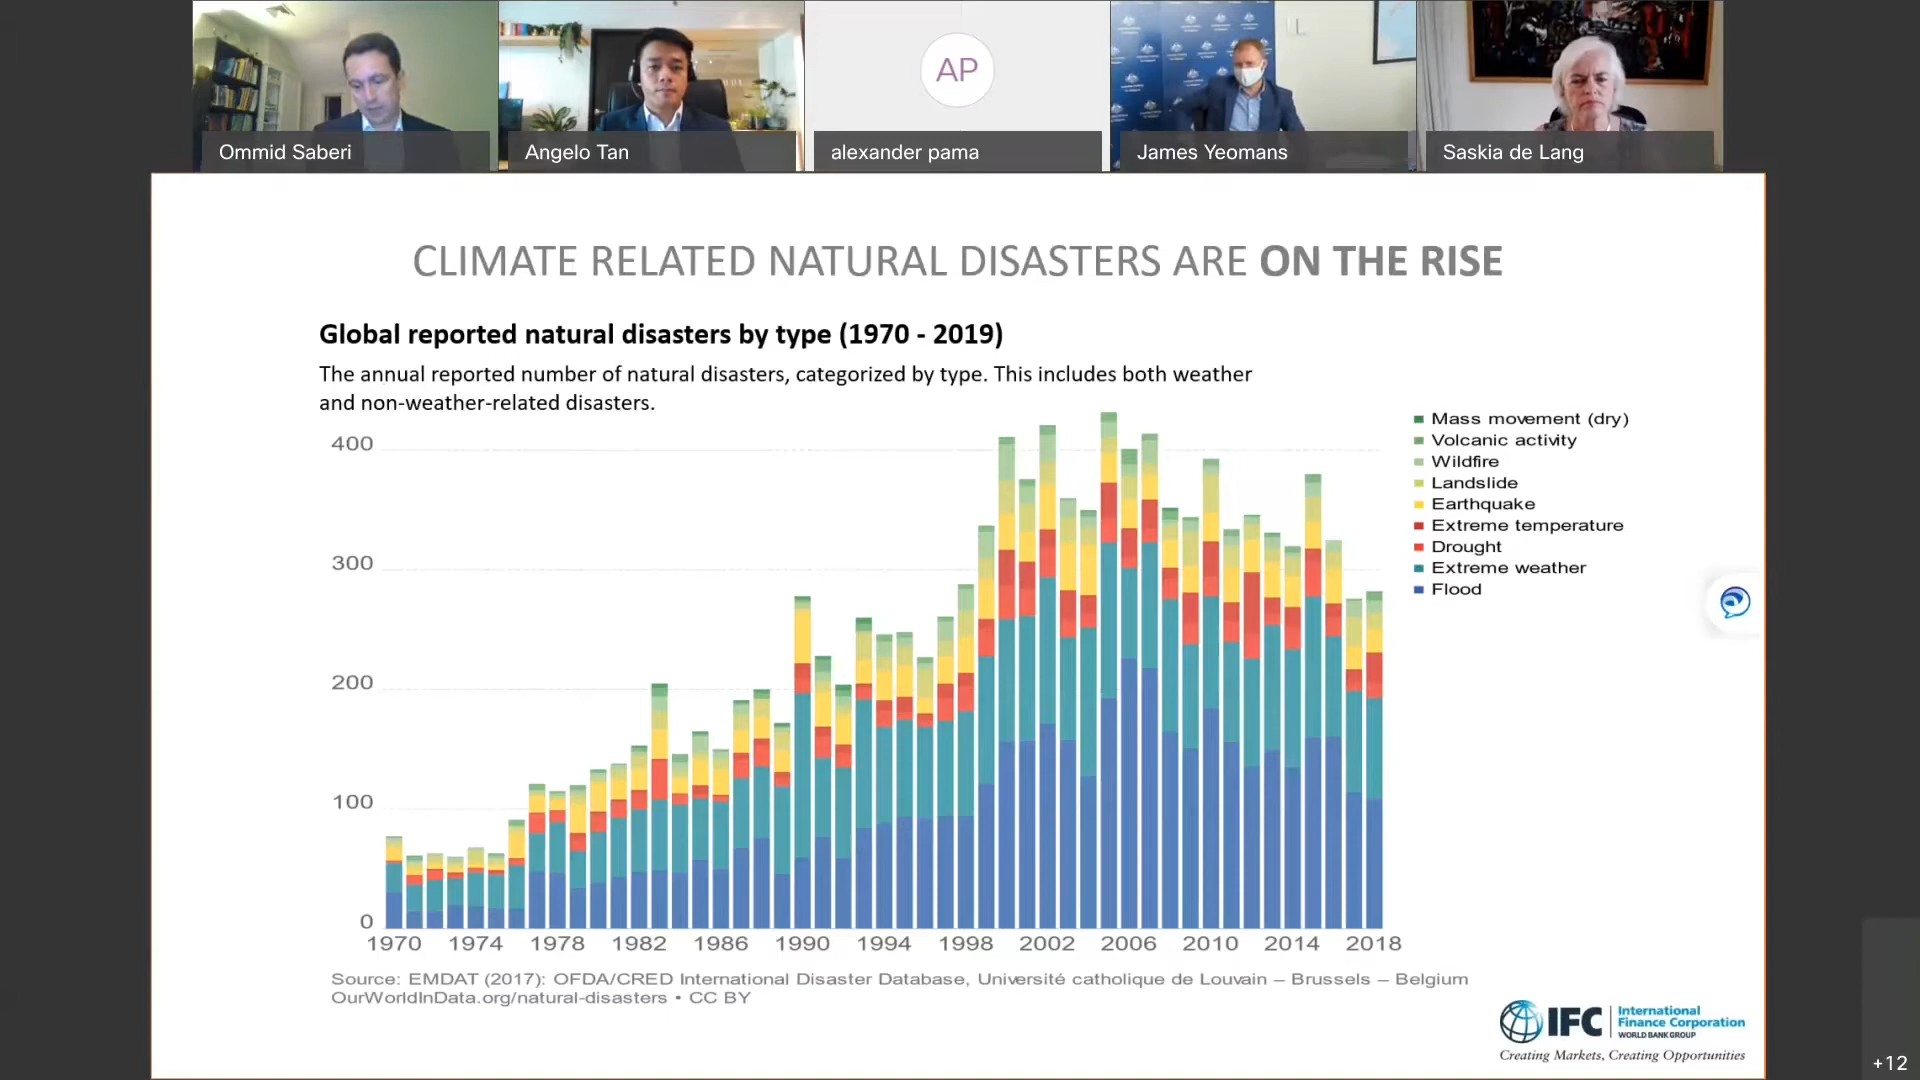 Ommid Saberi
Angelo Tan
AP
alexander pama
James Yeomans
Saskia de Lang
CLIMATE RELATED NATURAL DISASTERS ARE ON THE RISE
Global reported natural disasters by type (1970 - 2019)
The annual reported number of natural disasters, categorized by type. This includes both weather
and non-weather-related disasters.
400
300
200
100
0
1970 1974 1978 1982 1986 1990 1994 1998 2002 2006 2010 2014 2018
Mass movement (dry)
Volcanic activity
Wildfire
Landslide
Earthquake
Extreme temperature
Drought
Extreme weather
Flood
Source: EMDAT (2017): OFDA/CRED International Disaster Database, Université catholique de Louvain – Brussels – Belgium
OurWorldInData.org/natural-disasters • CC BY
IFC
International
Finance Corporation
WORLD BANK GROUP
Creating Markets, Creating Opportunities
+12